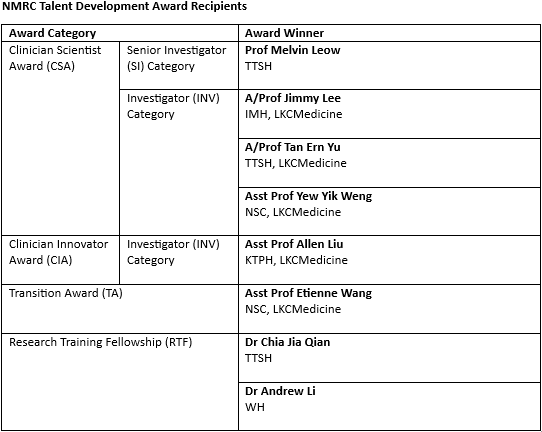 NMRC Talent Development Award Recipients
Award Category
Award Winner
Clinician Scientist
Award (CSA)
Senior Investigator
(SI) Category
Prof Melvin Leow
TTSH
Investigator (INV)
Category
A/Prof Jimmy Lee
IMH, LKCMedicine
A/Prof Tan Ern Yu
TTSH, LKCMedicine
Asst Prof Yew Yik Weng
NSC, LKCMedicine
Clinician Innovator
Award (CIA)
Investigator (INV)
Category
Asst Prof Allen Liu
KTPH, LKCMedicine
Transition Award (TA)
Asst Prof Etienne Wang
NSC, LKCMedicine
Research Training Fellowship (RTF)
Dr Chia Jia Qian
TTSH
Dr Andrew Li
WH